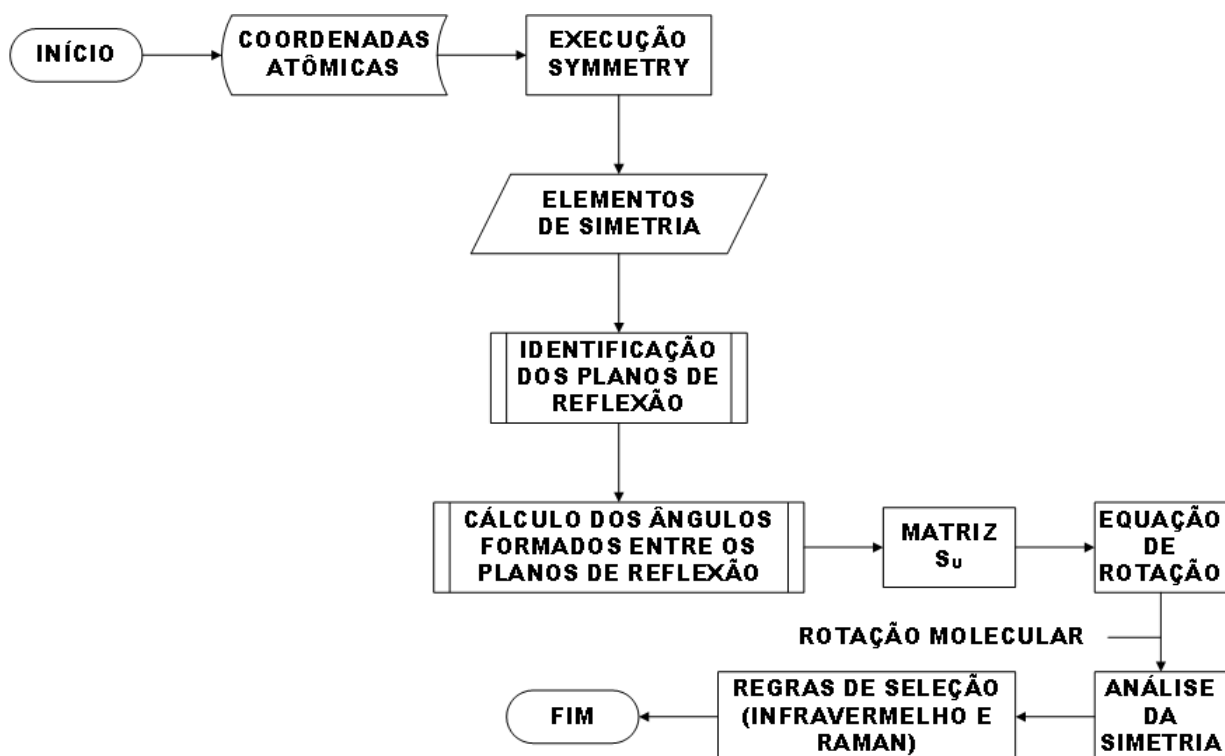 INÍCIO
COORDENADAS
ATÔMICAS
EXECUÇÃO
SYMMETRY
ELEMENTOS
DE SIMETRIA
IDENTIFICAÇÃO
DOS PLANOS DE
REFLEXÃO
CÁLCULO DOS ÂNGULOS
FORMADOS ENTRE OS
PLANOS DE REFLEXÃO
MATRIZ
Sᵤ
EQUAÇÃO
DE
ROTAÇÃO
ROTAÇÃO MOLECULAR
ANÁLISE
DA
SIMETRIA
REGRAS DE SELEÇÃO
(INFRAVERMELHO E
RAMAN)
FIM